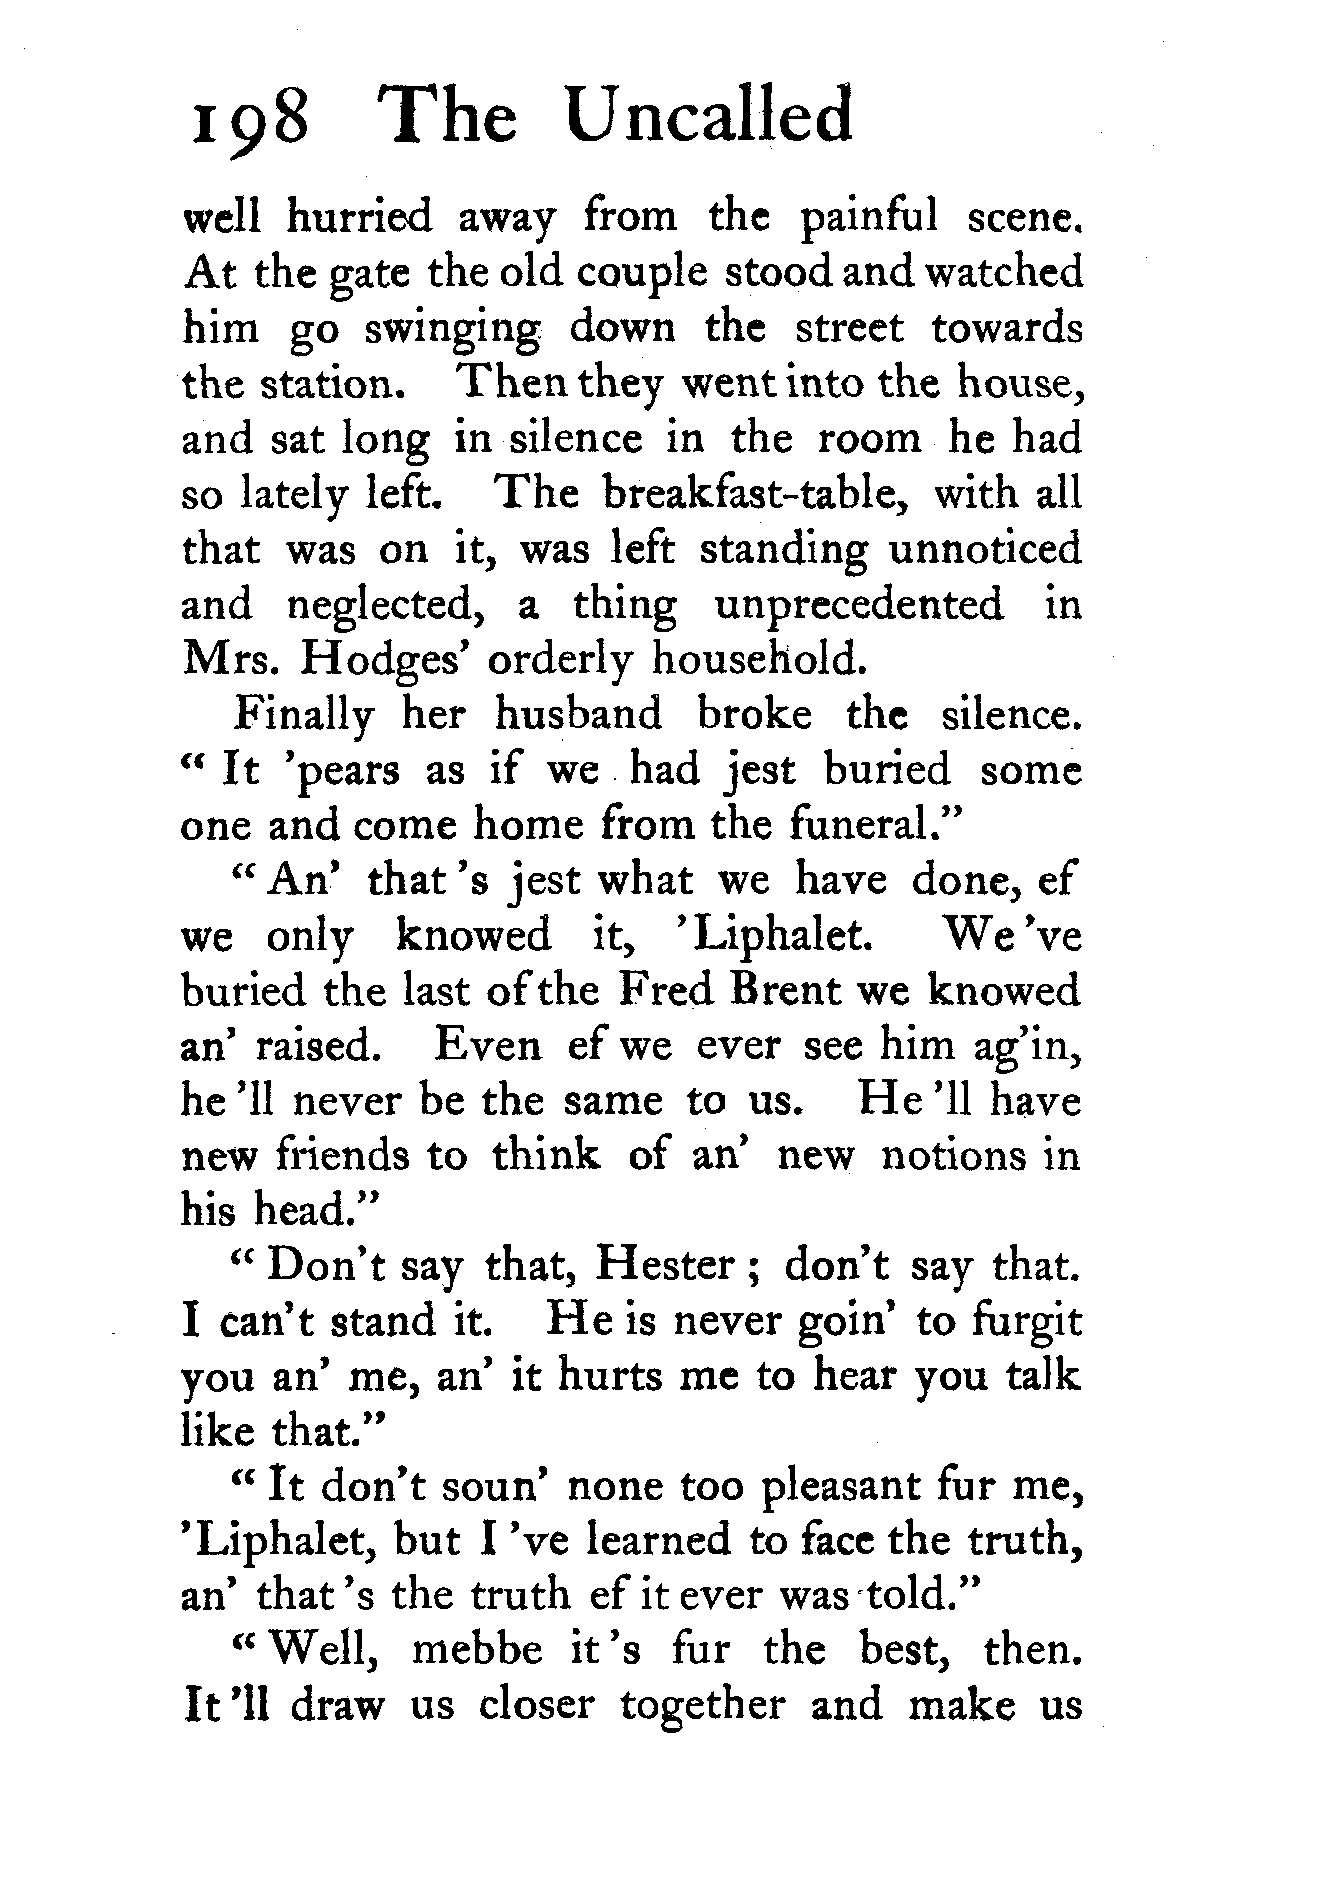 198 The Uncalled
well hurried away from the painful scene.
At the gate the old couple stood and watched
him go swinging down the street towards
the station. Then they went into the house,
and sat long in silence in the room he had
so lately left. The breakfast-table, with all
that was on it, was left standing unnoticed
and neglected, a thing unprecedented in
Mrs. Hodges' orderly household.
Finally her husband broke the silence.
“ It 'pears as if we had jest buried some
one and come home from the funeral.”
“ An' that 's jest what we have done, ef
we only knowed it, 'Liphalet. We 've
buried the last of the Fred Brent we knowed
an' raised. Even ef we ever see him ag'in,
he 'll never be the same to us. He 'll have
new friends to think of an' new notions in
his head.”
“ Don't say that, Hester ; don't say that.
I can't stand it. He is never goin' to furgit
you an' me, an' it hurts me to hear you talk
like that.”
“ It don't soun' none too pleasant fur me,
'Liphalet, but I 've learned to face the truth,
an' that 's the truth ef it ever was told.”
“ Well, mebbe it 's fur the best, then.
It 'll draw us closer together and make us